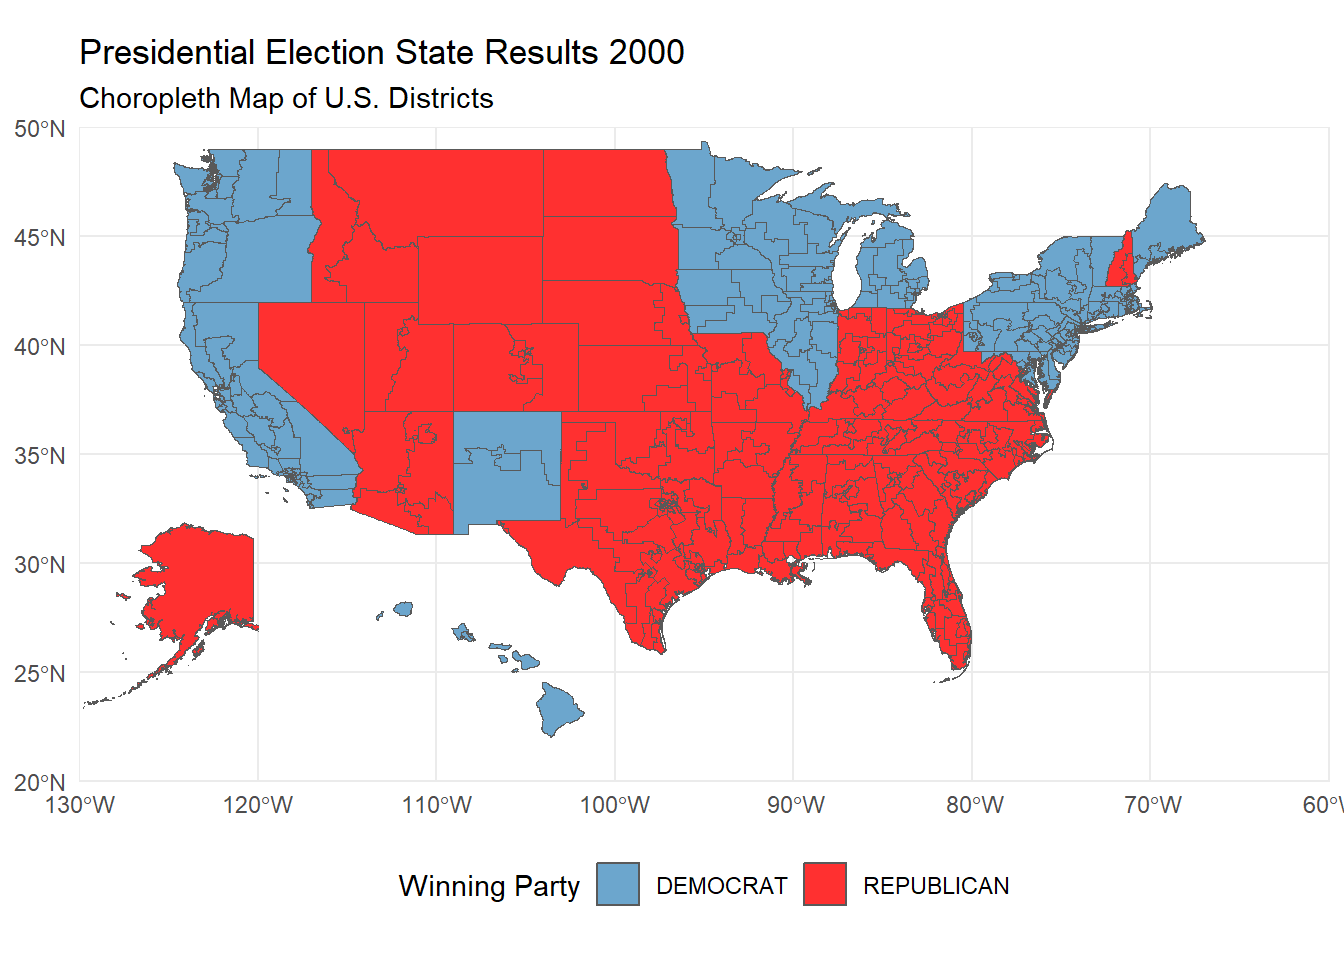 Presidential Election State Results 2000
Choropleth Map of U.S. Districts
50°N
45°N
40°N
35°N
30°N
25°N
20°N
130°W 120°W 110°W 100°W 90°W 80°W 70°W 60°W
Winning Party DEMOCRAT REPUBLICAN